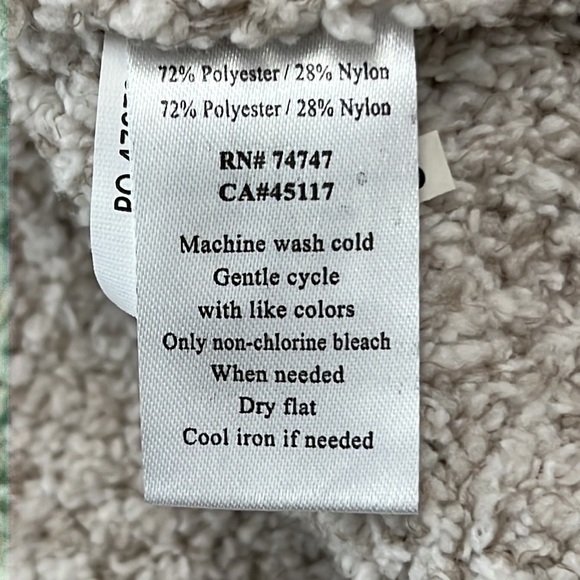 72% Polyester / 28% Nylon
72% Polyester / 28% Nylon
RN# 74747
CA#45117
Machine wash cold
Gentle cycle
with like colors
Only non-chlorine bleach
When needed
Dry flat
Cool iron if needed